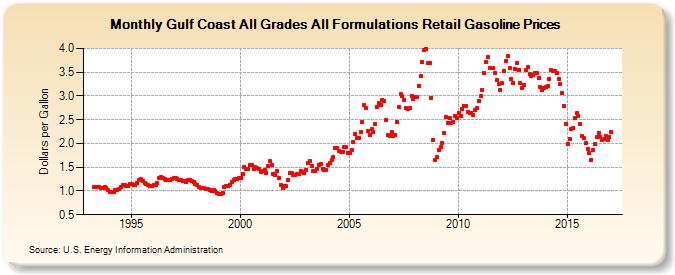 Monthly Gulf Coast All Grades All Formulations Retail Gasoline Prices
Dollars per Gallon
4.0
3.5
3.0
2.5
2.0
1.5
1.0
0.5
1995 2000 2005 2010 2015
Source: U.S. Energy Information Administration